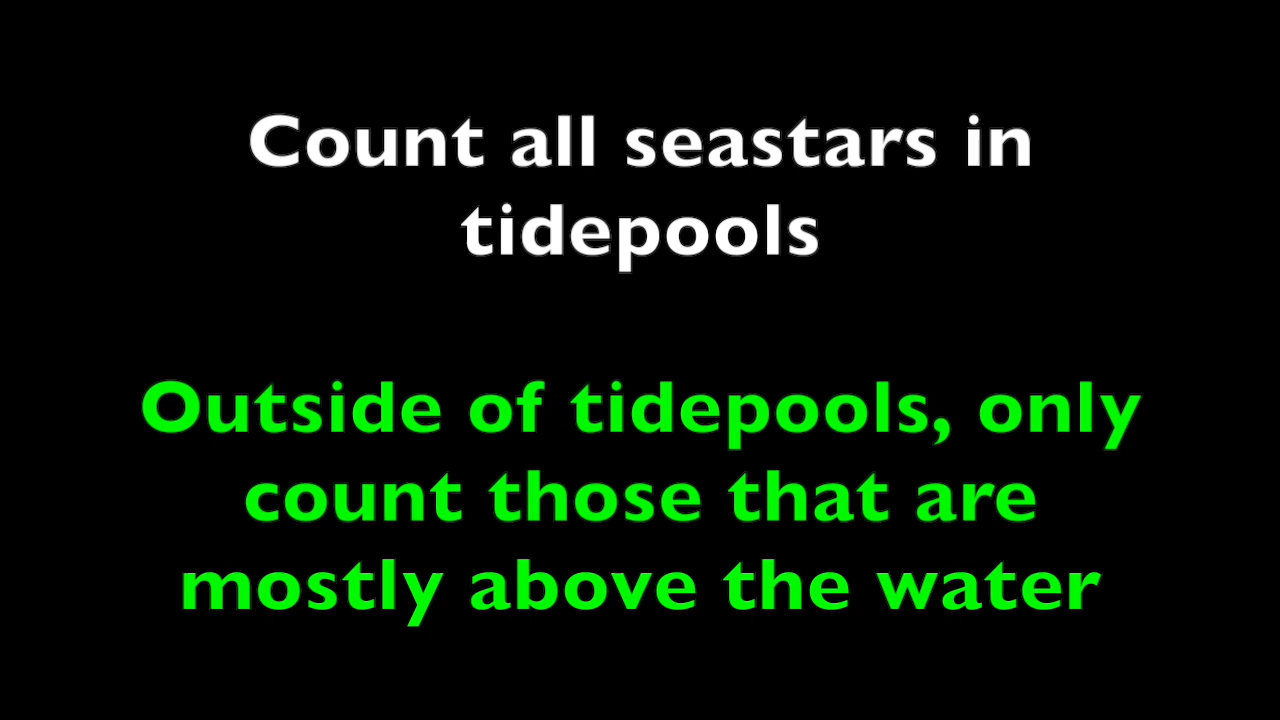 Count all seastars in
tidepools
Outside of tidepools, only
count those that are
mostly above the water